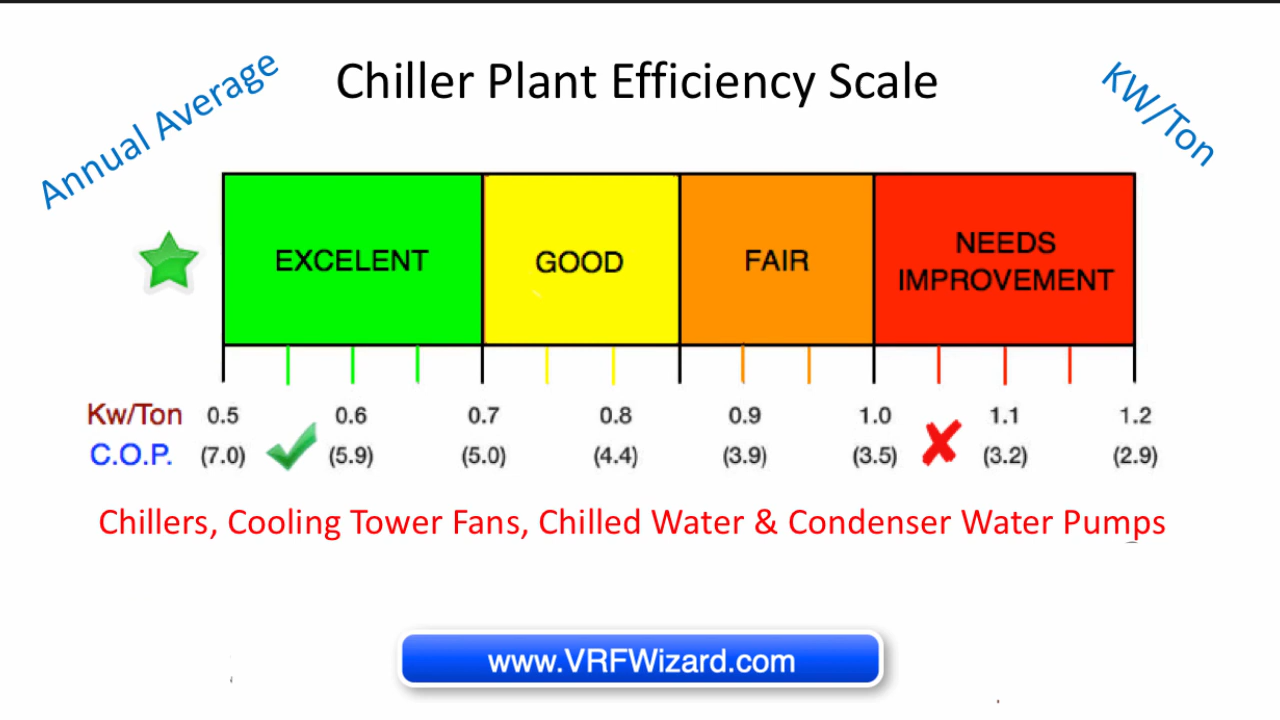 Annual Average
Chiller Plant Efficiency Scale
KW/Ton
EXCELENT
GOOD
FAIR
NEEDS
IMPROVEMENT
Kw/Ton 0.5 0.6 0.7 0.8 0.9 1.0 1.1 1.2
C.O.P. (7.0) (5.9) (5.0) (4.4) (3.9) (3.5) (3.2) (2.9)
Chillers, Cooling Tower Fans, Chilled Water & Condenser Water Pumps
www.VRFWizard.com